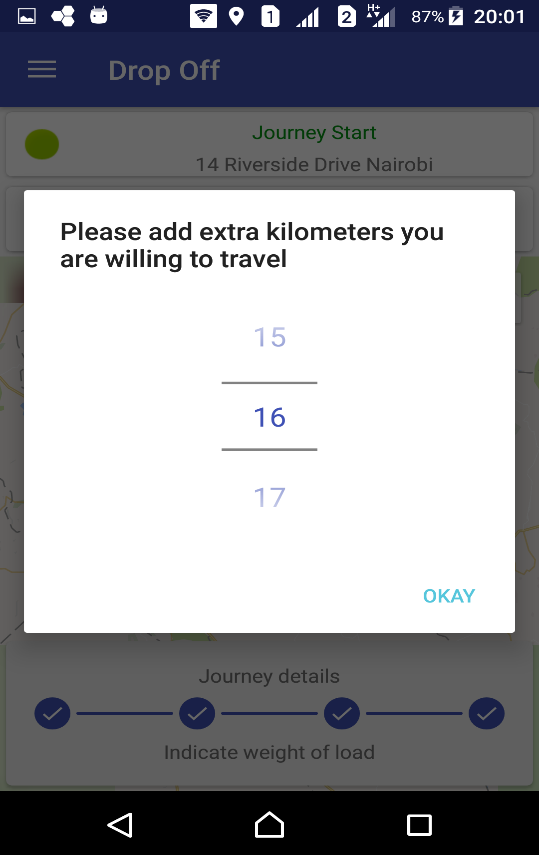 1
2
H+
87%
20:01
Drop Off
Journey Start
14 Riverside Drive Nairobi
Please add extra kilometers you
are willing to travel
15
16
17
OKAY
Journey details
Indicate weight of load